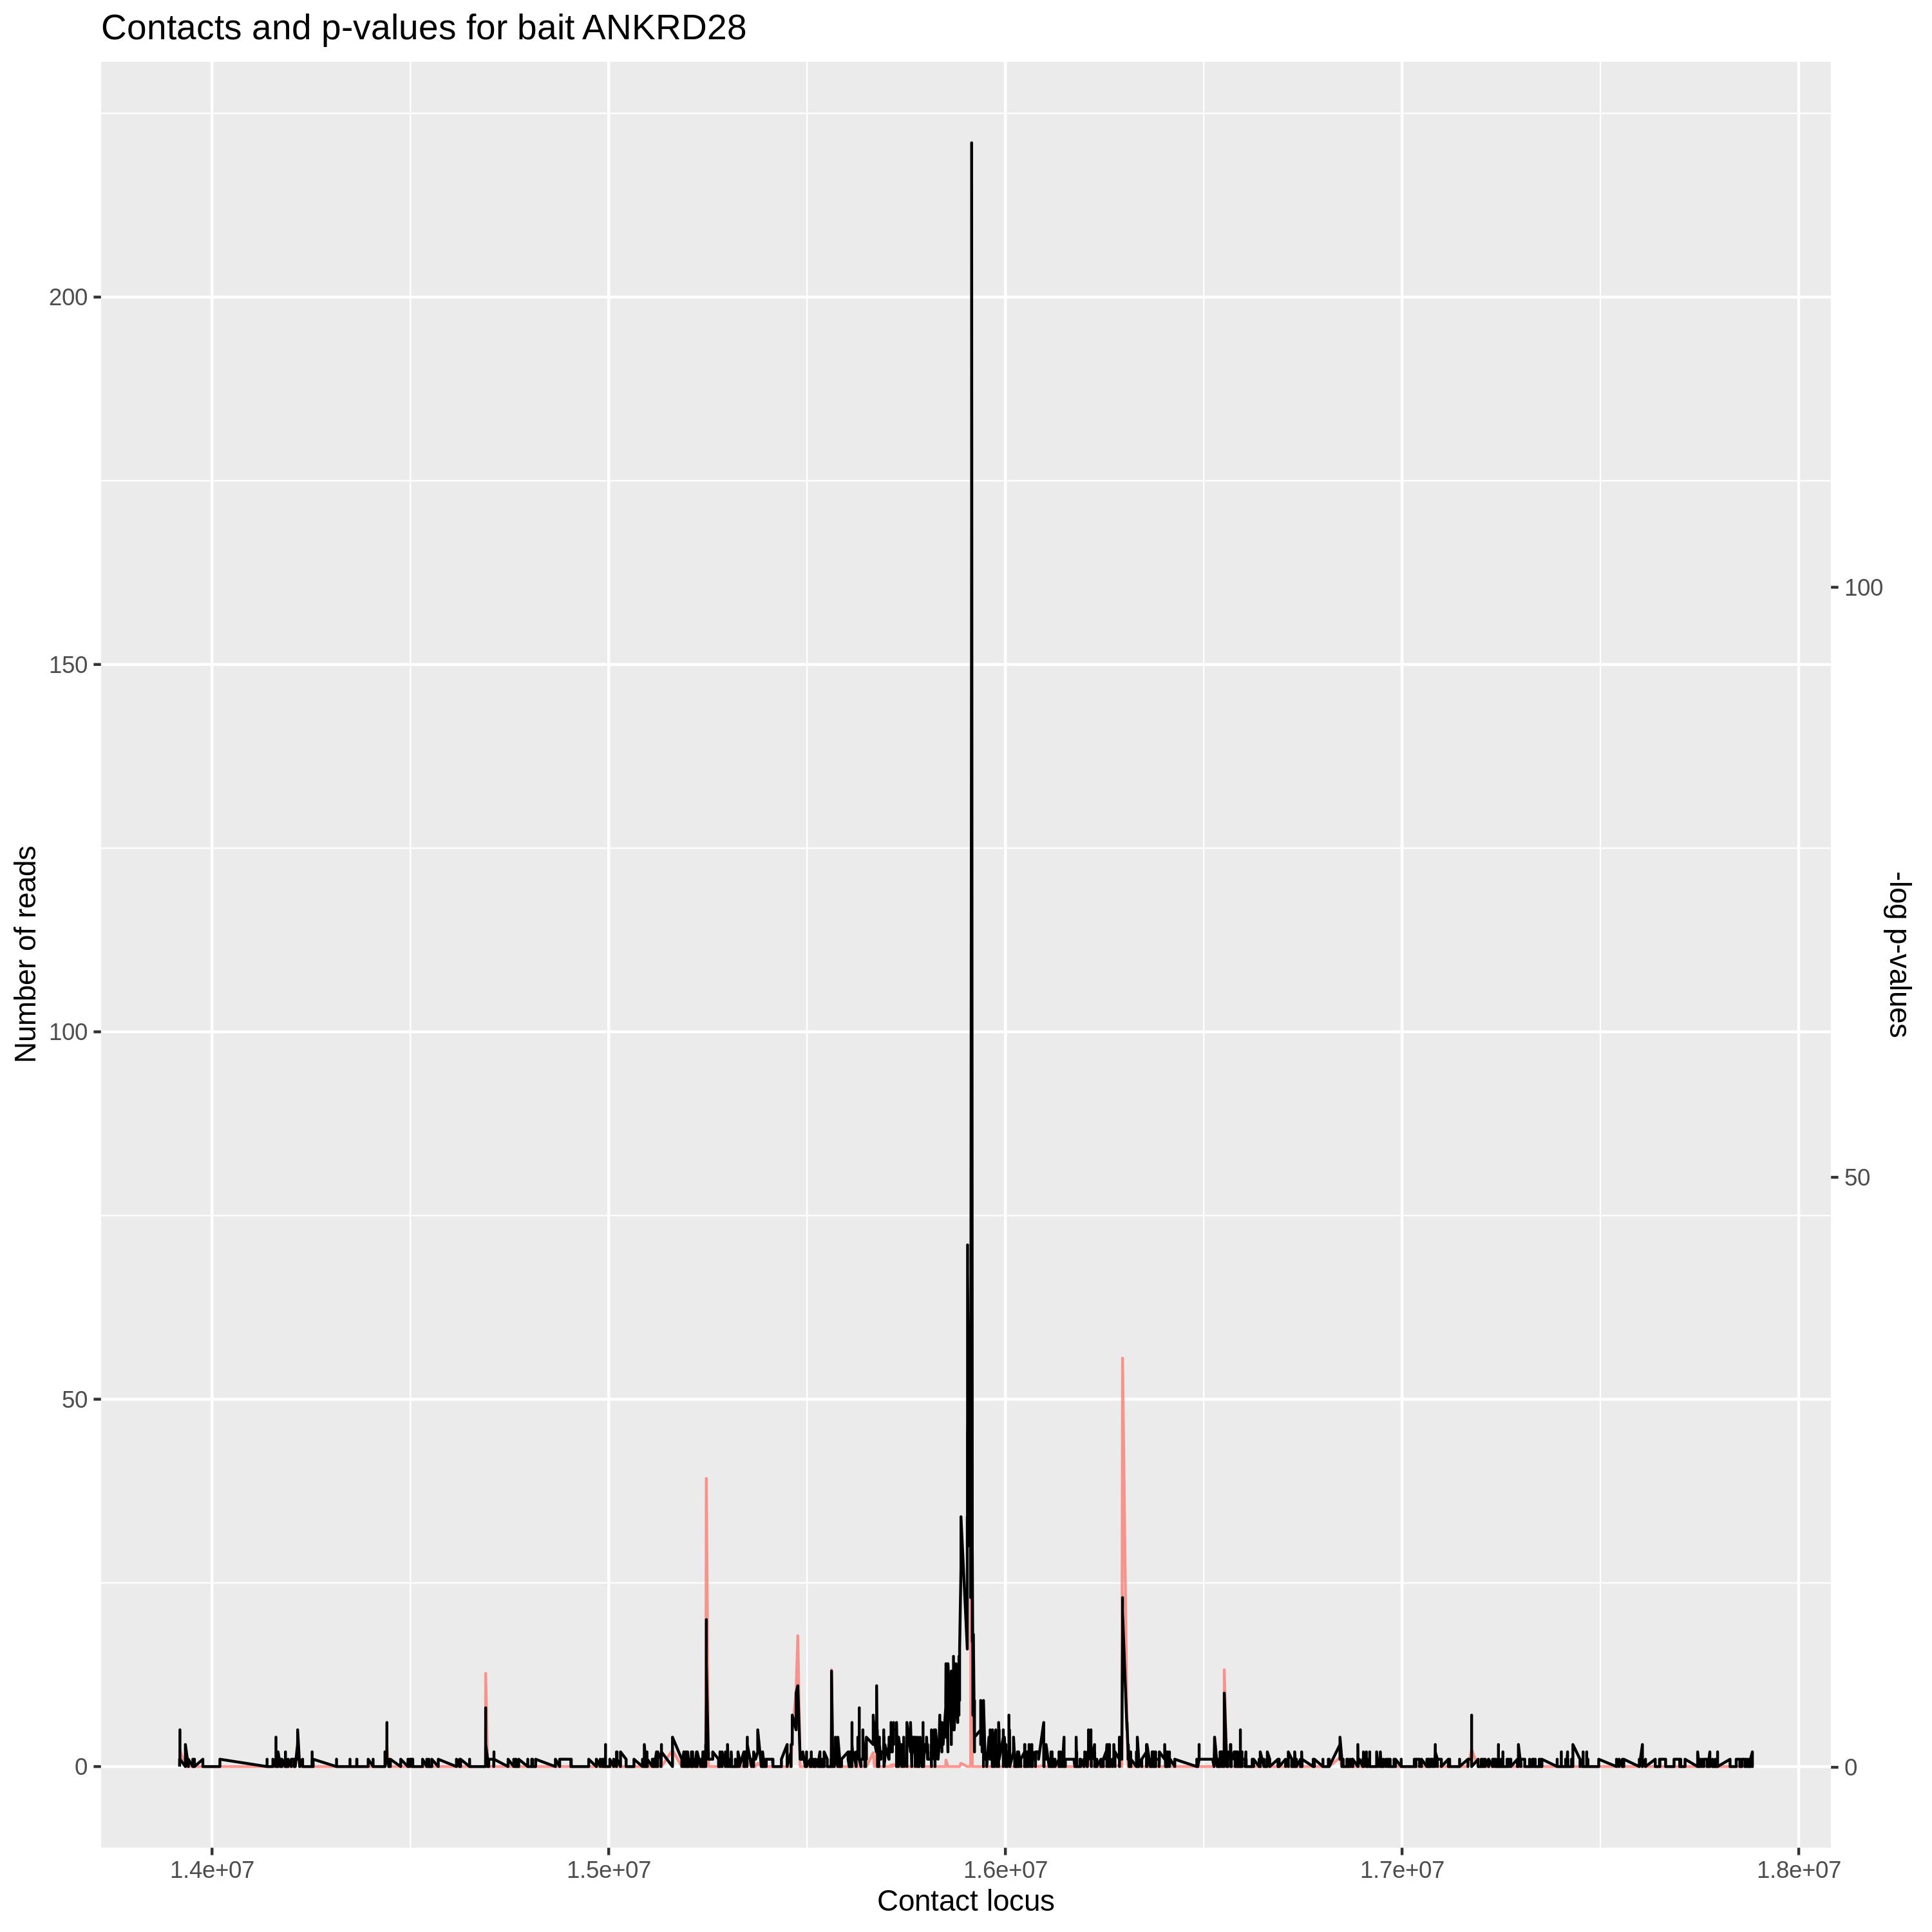 Contacts and p-values for bait ANKRD28
200
150
100
50
0
Number of reads
100
50
0
-log p-values
1.4e+07 1.5e+07 1.6e+07 1.7e+07 1.8e+07
Contact locus